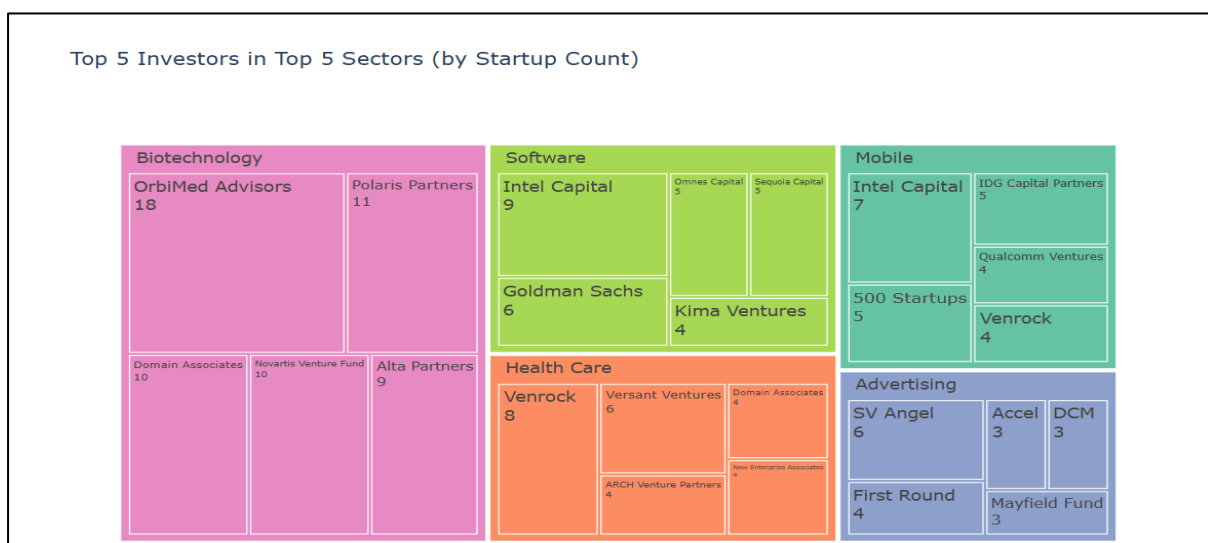 Top 5 Investors in Top 5 Sectors (by Startup Count)
Biotechnology
OrbiMed Advisors
18
Polaris Partners
11
Domain Associates
10
Novartis Venture Fund
10
Alta Partners
9
Software
Intel Capital
9
Goldman Sachs
6
Omnes Capital
5
Sequoia Capital
5
Kima Ventures
4
Health Care
Venrock
8
Versant Ventures
6
ARCH Venture Partners
4
Domain Associates
4
New Enterprise Associates
4
Mobile
Intel Capital
7
500 Startups
5
IDG Capital Partners
5
Qualcomm Ventures
4
Venrock
4
Advertising
SV Angel
6
First Round
4
Accel
3
DCM
3
Mayfield Fund
3